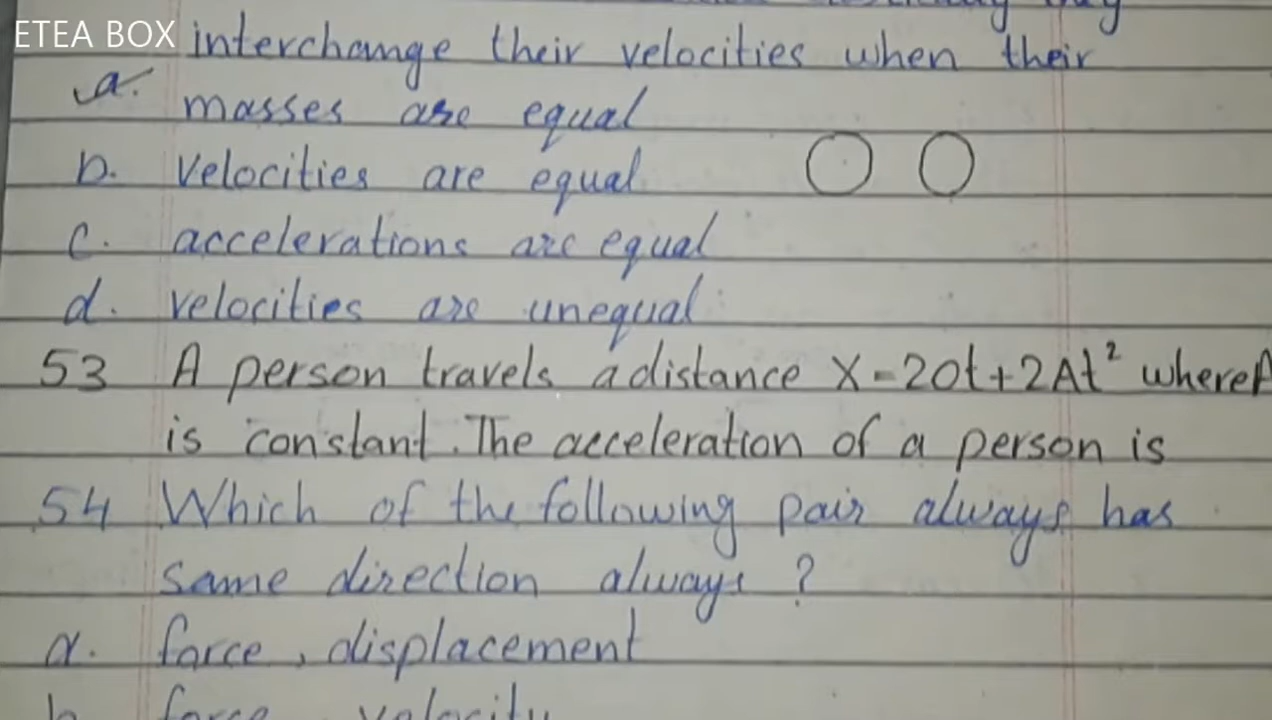 ETEA BOX
interchange their velocities when their
a. masses are equal
b. velocities are equal
c. accelerations are equal
d. velocities are unequal
53 A person travels a distance X=20t+2At² where A
is constant. The acceleration of a person is
54 Which of the following pair always has
same direction always ?
a. force, displacement
b. force, velocity